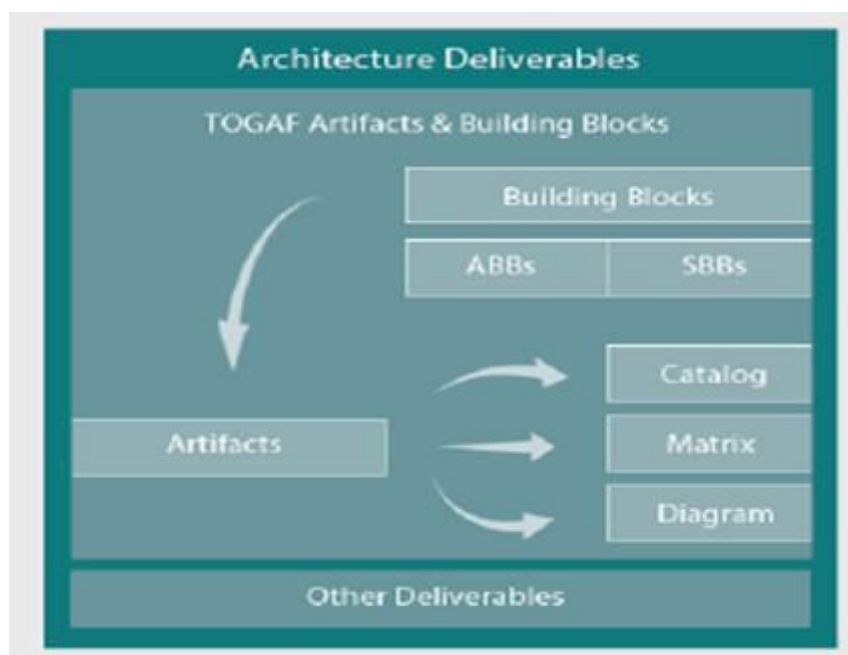 Architecture Deliverables
TOGAF Artifacts & Building Blocks
Building Blocks
ABBs
SBBs
Catalog
Artifacts
Matrix
Diagram
Other Deliverables